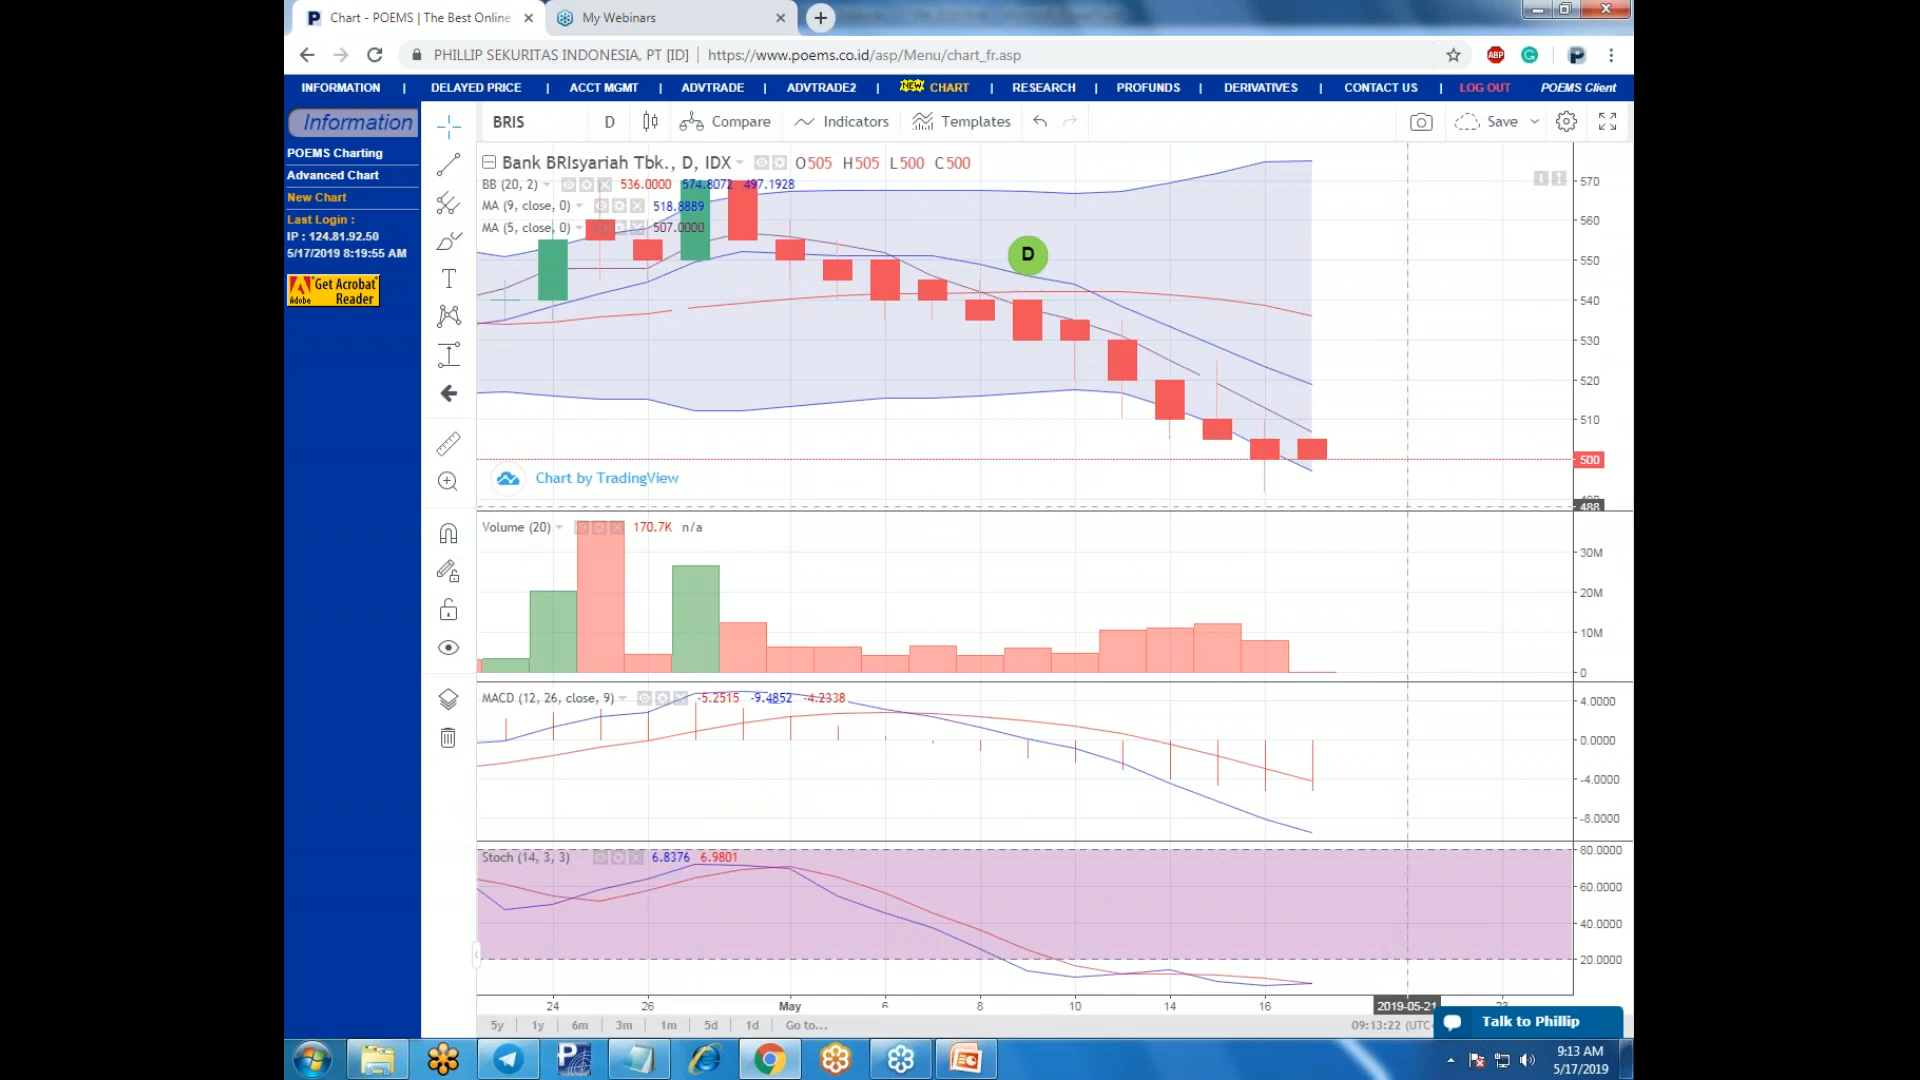 Chart - POEMS | The Best Online
My Webinars
PHILLIP SEKURITAS INDONESIA, PT [ID]
https://www.poems.co.id/asp/Menu/chart_fr.asp
ABP
INFORMATION | DELAYED PRICE | ACCT MGMT | ADVTRADE | ADVTRADE2 | NEW CHART | RESEARCH | PROFUNDS | DERIVATIVES | CONTACT US | LOG OUT POEMS Client
Information
POEMS Charting
Advanced Chart
New Chart
Last Login :
IP : 124.81.92.50
5/17/2019 8:19:55 AM
Get Acrobat
Adobe Reader
BRIS D Compare Indicators Templates Save
Bank BRIsyariah Tbk., D, IDX O505 H505 L500 C500
BB (20, 2) 536.0000 574.8072 497.1928
MA (9, close, 0) 518.8889
MA (5, close, 0) 507.0000
D
570
560
550
540
530
520
510
500
488
Chart by TradingView
Volume (20) 170.7K n/a
30M
20M
10M
0
MACD (12, 26, close, 9) -5.2515 -9.4852 -4.2338
4.0000
0.0000
-4.0000
-8.0000
Stoch (14, 3, 3) 6.8376 6.9801
80.0000
60.0000
40.0000
20.0000
24 26 May 6 8 10 14 16 2019-05-21 23
5y 1y 6m 3m 1m 5d 1d Go to...
09:13:22 (UTC
Talk to Phillip
9:13 AM
5/17/2019